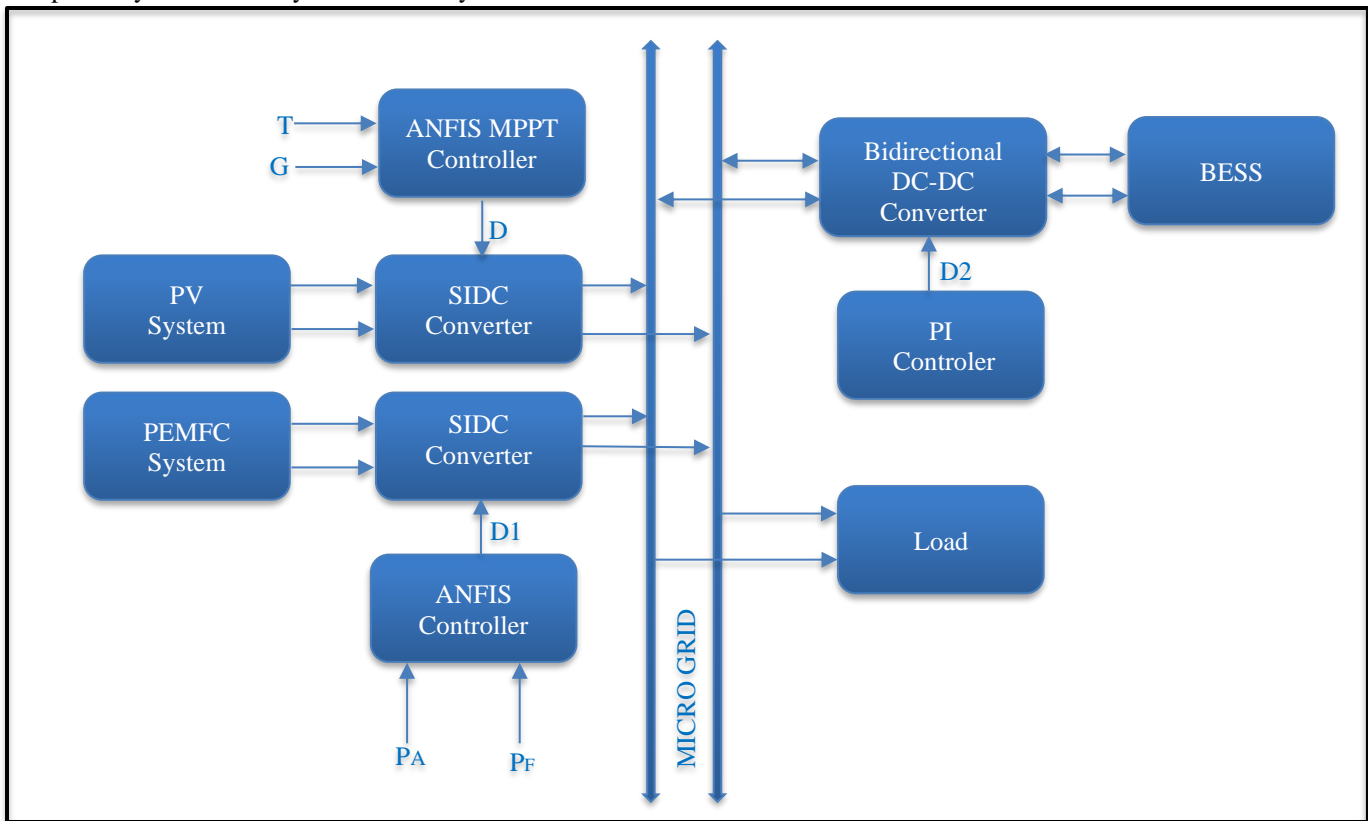 T
G
ANFIS MPPT
Controller
D
PV
System
SIDC
Converter
PEMFC
System
SIDC
Converter
D1
ANFIS
Controller
PA
PF
MICRO GRID
Bidirectional
DC-DC
Converter
BESS
D2
PI
Controler
Load